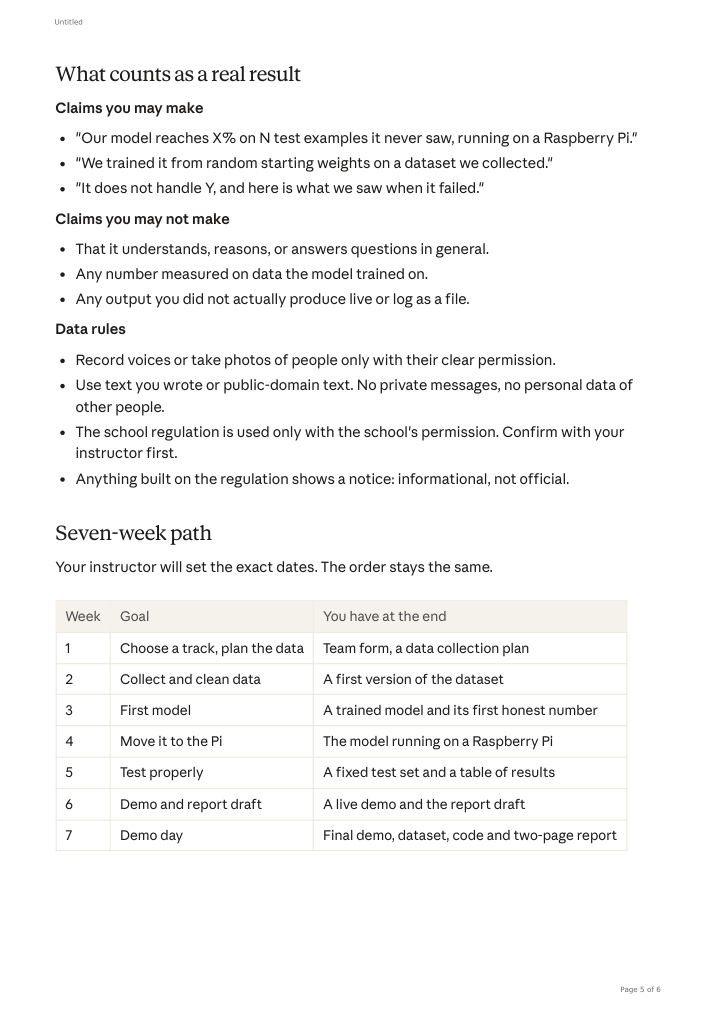 Untitled
What counts as a real result
Claims you may make
• "Our model reaches X% on N test examples it never saw, running on a Raspberry Pi."
• "We trained it from random starting weights on a dataset we collected."
• "It does not handle Y, and here is what we saw when it failed."
Claims you may not make
• That it understands, reasons, or answers questions in general.
• Any number measured on data the model trained on.
• Any output you did not actually produce live or log as a file.
Data rules
• Record voices or take photos of people only with their clear permission.
• Use text you wrote or public-domain text. No private messages, no personal data of
other people.
• The school regulation is used only with the school's permission. Confirm with your
instructor first.
• Anything built on the regulation shows a notice: informational, not official.
Seven-week path
Your instructor will set the exact dates. The order stays the same.
Week Goal You have at the end
1 Choose a track, plan the data Team form, a data collection plan
2 Collect and clean data A first version of the dataset
3 First model A trained model and its first honest number
4 Move it to the Pi The model running on a Raspberry Pi
5 Test properly A fixed test set and a table of results
6 Demo and report draft A live demo and the report draft
7 Demo day Final demo, dataset, code and two-page report
Page 5 of 6